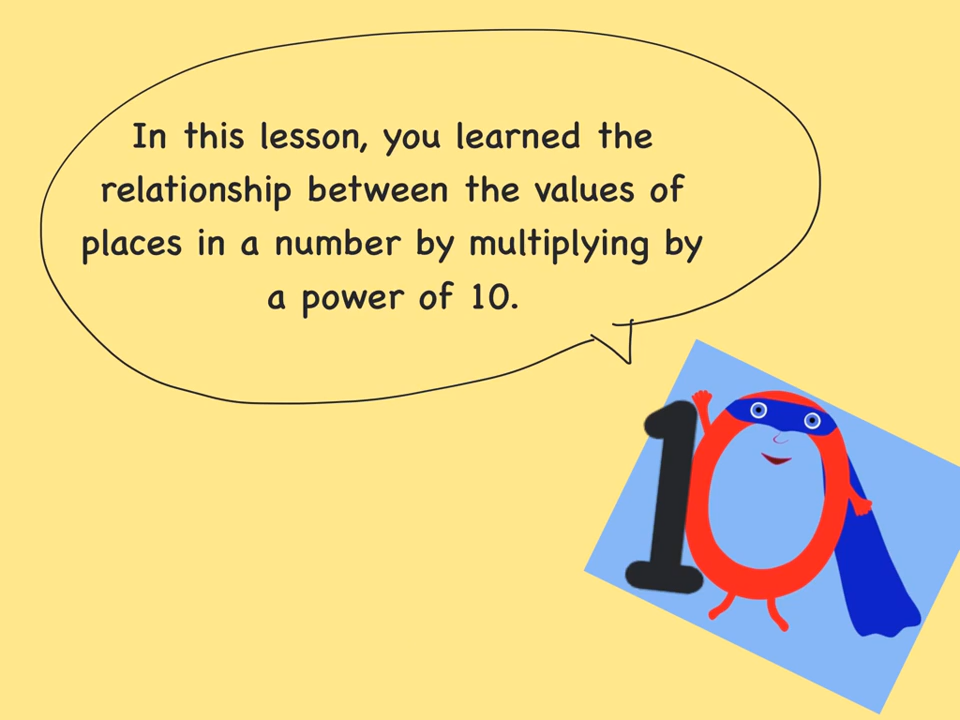 In this lesson, you learned the
relationship between the values of
places in a number by multiplying by
a power of 10.
10